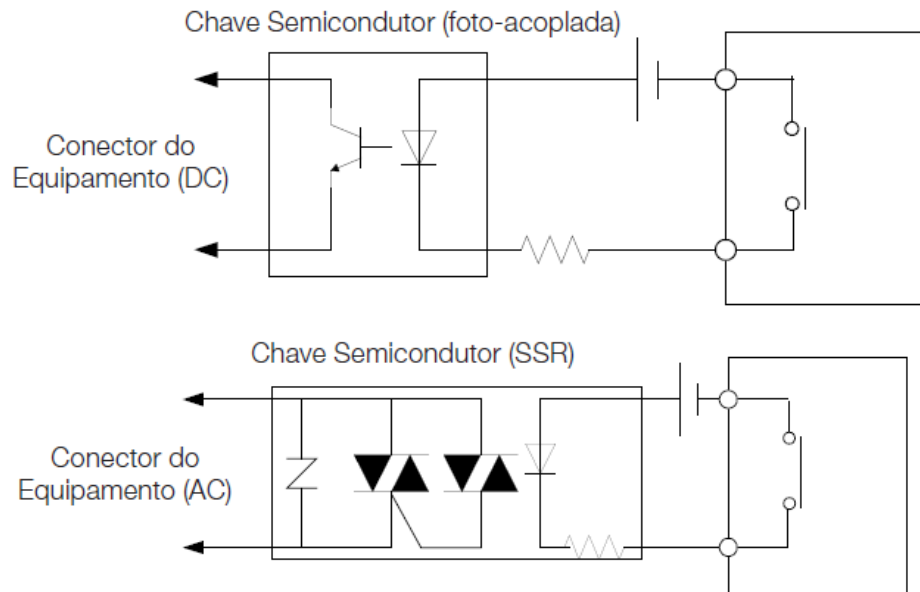 Chave Semicondutor (foto-acoplada)
Conector do
Equipamento (DC)
Chave Semicondutor (SSR)
Conector do
Equipamento (AC)